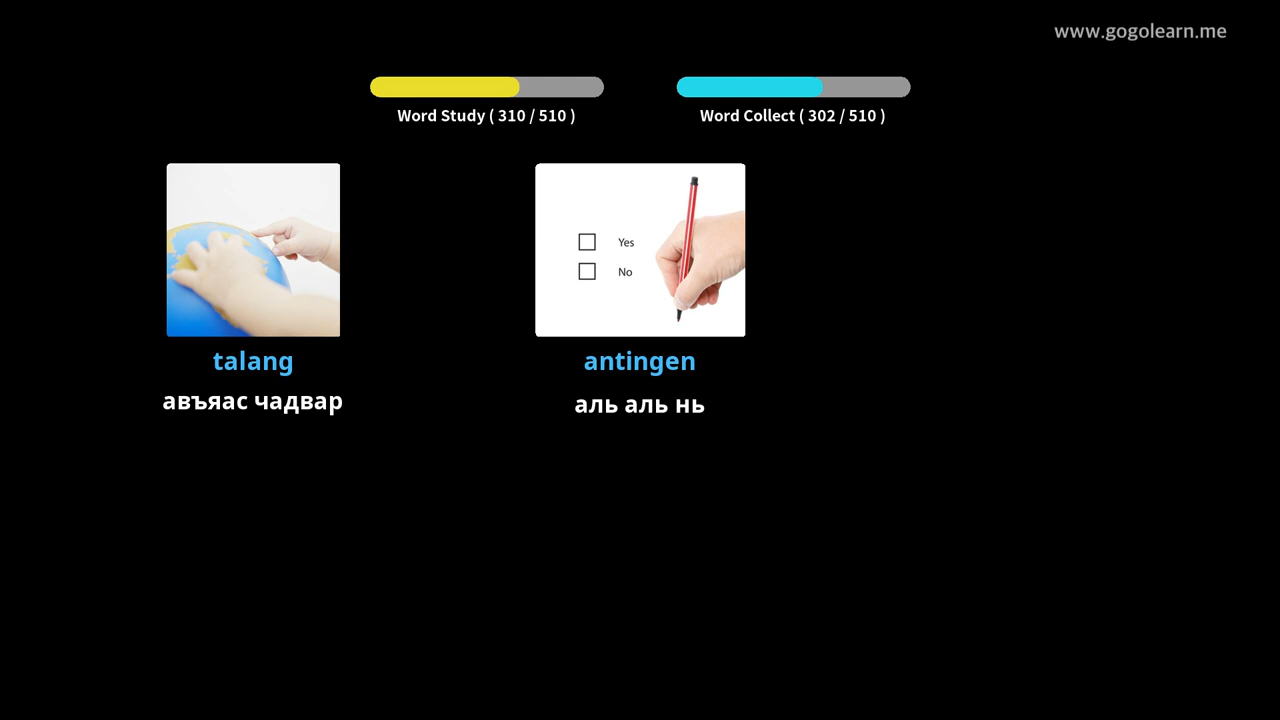 www.gogolearn.me
Word Study ( 310 / 510 )
Word Collect ( 302 / 510 )
Yes
No
talang
antingen
авъяас чадвар
аль аль нь